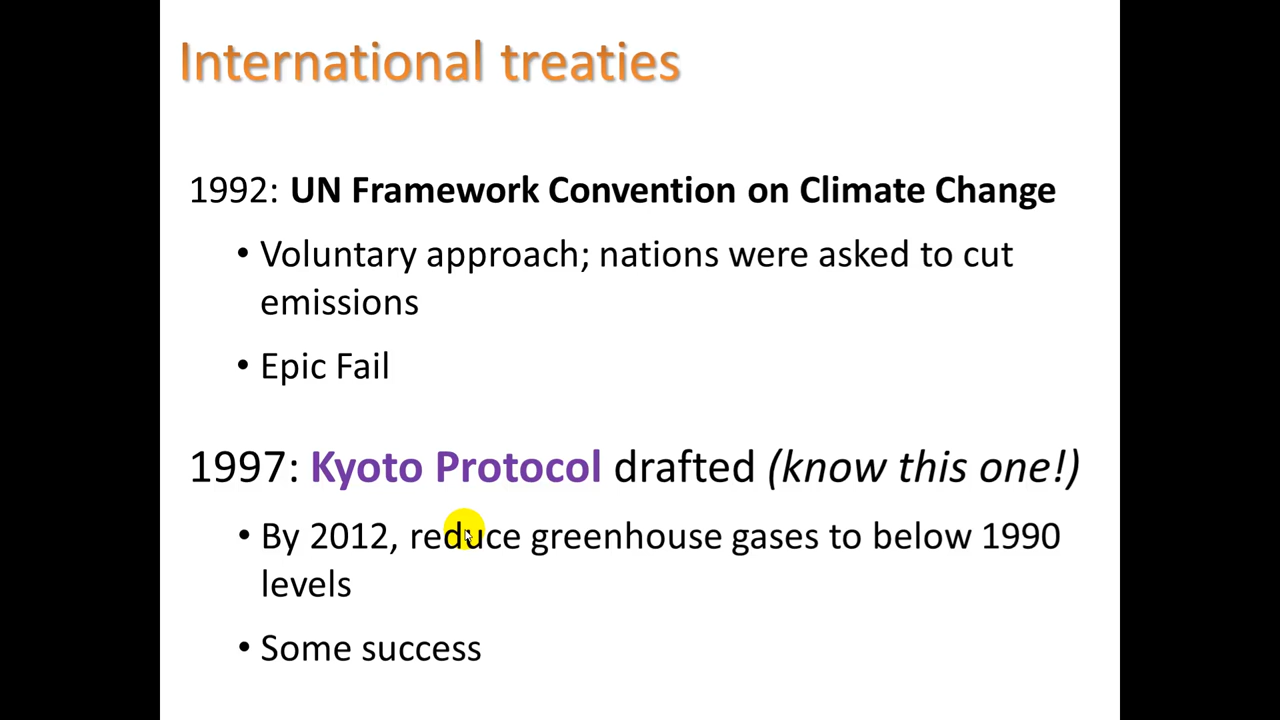 International treaties
1992: UN Framework Convention on Climate Change
• Voluntary approach; nations were asked to cut
emissions
• Epic Fail
1997: Kyoto Protocol drafted (know this one!)
• By 2012, reduce greenhouse gases to below 1990
levels
• Some success